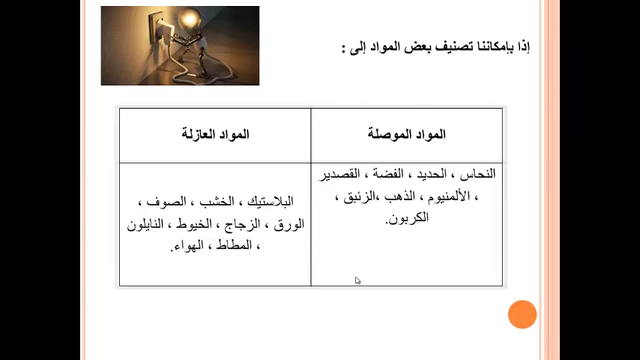 إذا بإمكاننا تصنيف بعض المواد إلى :
المواد الموصلة
المواد العازلة
النحاس ، الحديد ، الفضة ، القصدير
، الألمنيوم ، الذهب ،الزئبق ،
الكربون.
البلاستيك ، الخشب ، الصوف ،
الورق ، الزجاج ، الخيوط ، النايلون
، المطاط ، الهواء.